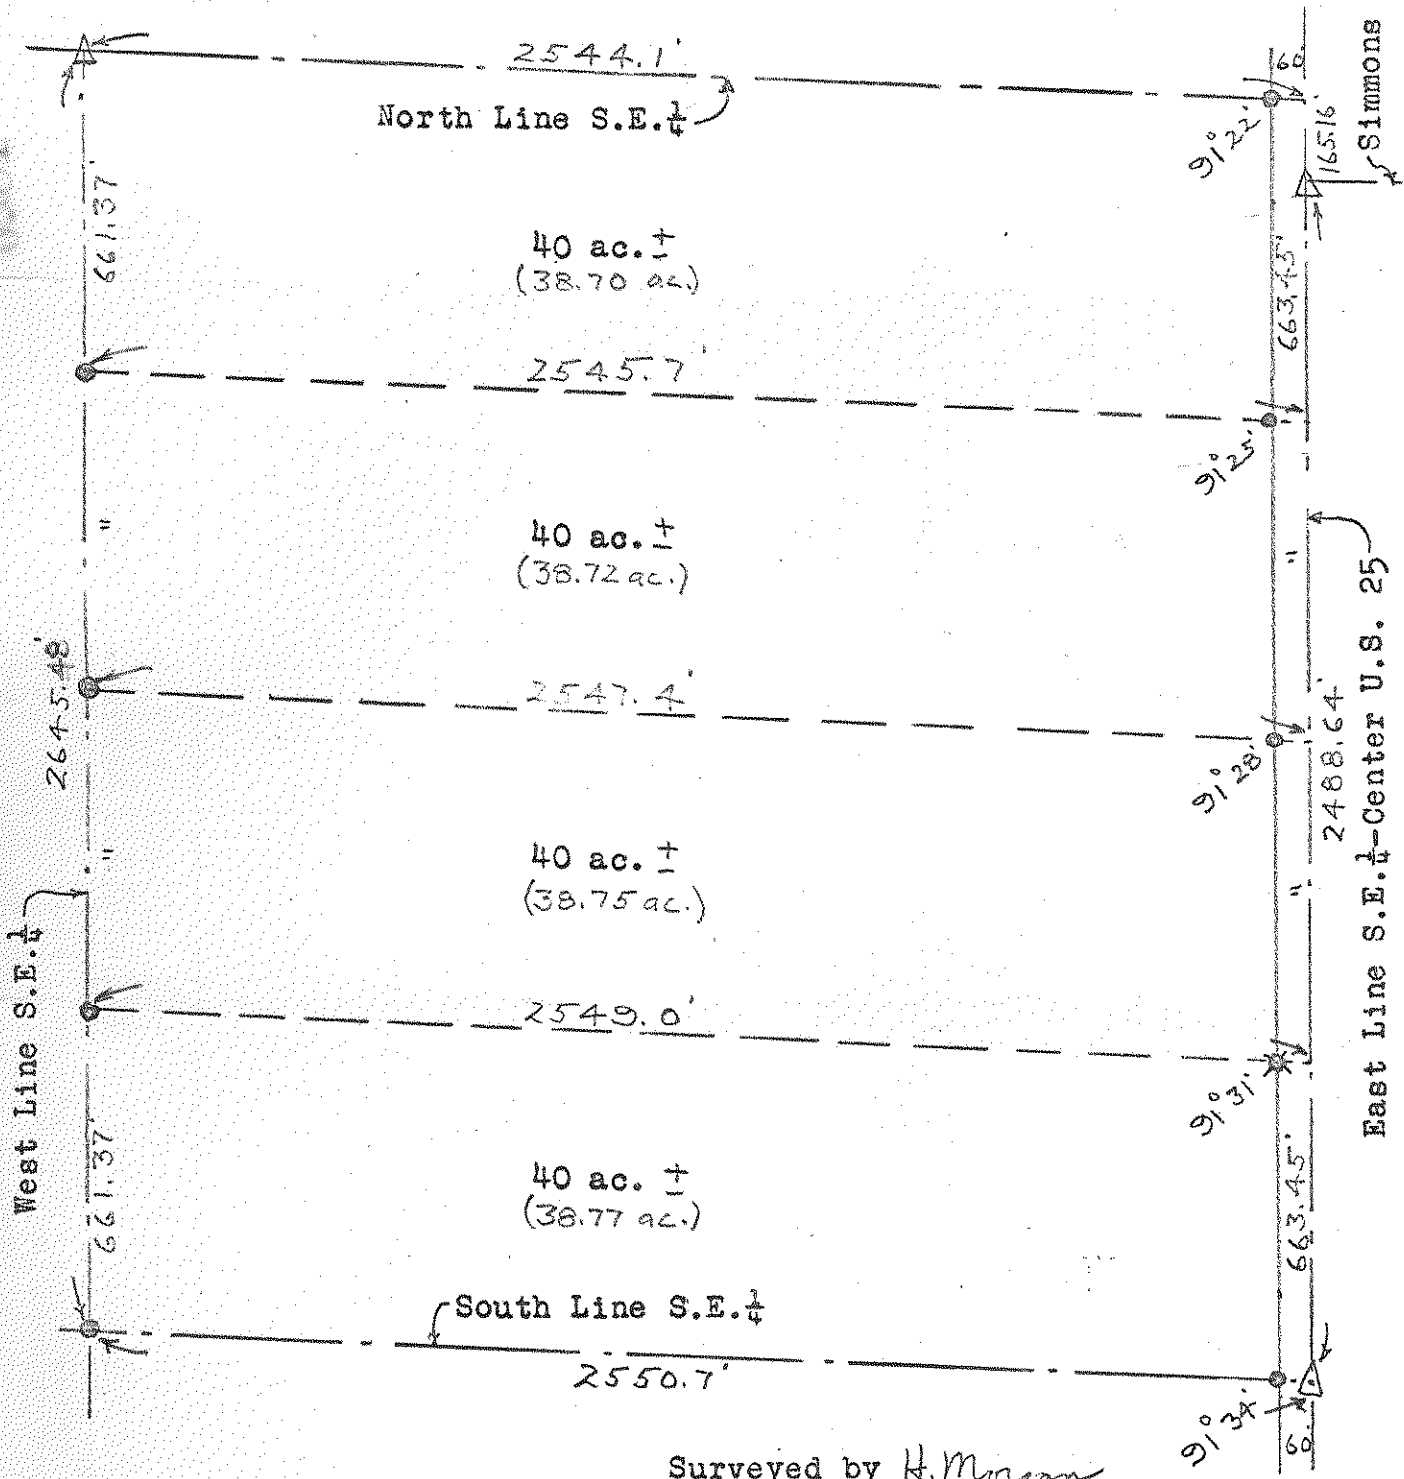 2544.1'
North Line S.E.¼
60'
91°22'
165.16'
Simmons
661.37'
40 ac. ±
(38.70 ac.)
663.45'
2545.7'
91°25'
"
40 ac. ±
(38.72 ac.)
"
2645.48'
2547.4'
91°28'
2488.64'
East Line S.E.¼-Center U.S. 25
"
40 ac. ±
(38.75 ac.)
"
West Line S.E.¼
2549.0'
91°31'
661.37'
40 ac. ±
(38.77 ac.)
663.45'
South Line S.E.¼
2550.7'
91°34'
60'
Surveyed by H. Morgan